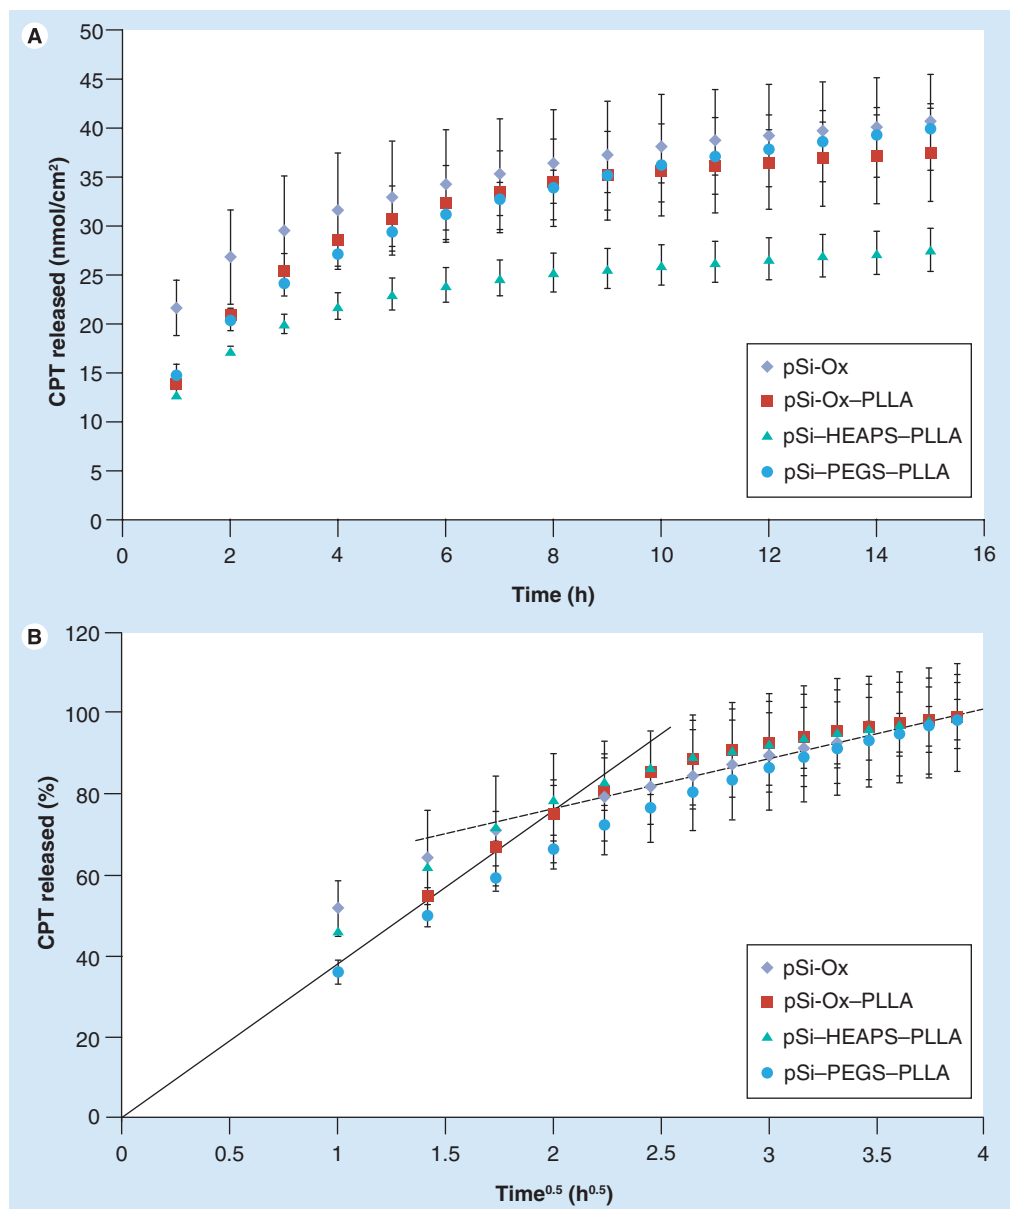 A
50
45
40
35
30
25
20
15
10
5
0
CPT released (nmol/cm²)
pSi-Ox
pSi-Ox–PLLA
pSi–HEAPS–PLLA
pSi–PEGS–PLLA
0 2 4 6 8 10 12 14 16
Time (h)
B
120
100
80
60
40
20
0
CPT released (%)
pSi-Ox
pSi-Ox–PLLA
pSi–HEAPS–PLLA
pSi–PEGS–PLLA
0 0.5 1 1.5 2 2.5 3 3.5 4
Time⁰·⁵ (h⁰·⁵)